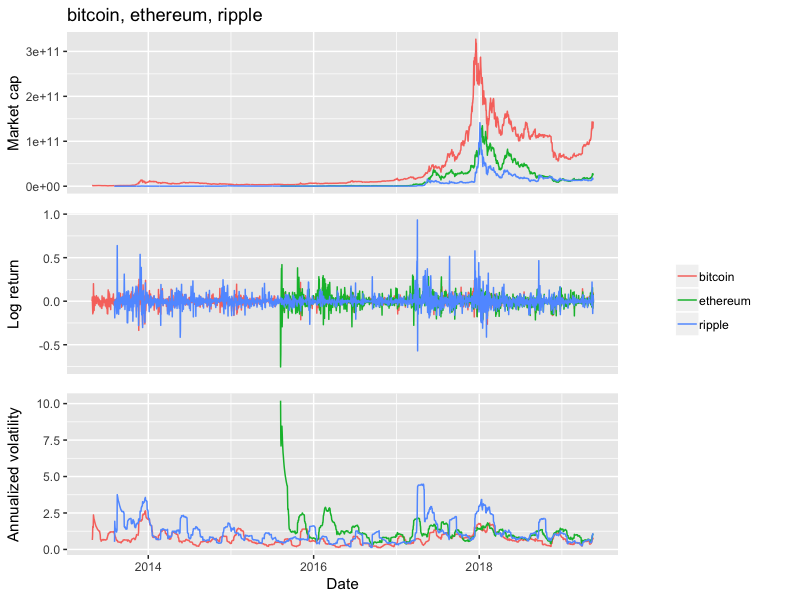 bitcoin, ethereum, ripple
Market cap
3e+11
2e+11
1e+11
0e+00
Log return
1.0
0.5
0.0
-0.5
Annualized volatility
10.0
7.5
5.0
2.5
0.0
2014
2016
2018
Date
bitcoin
ethereum
ripple